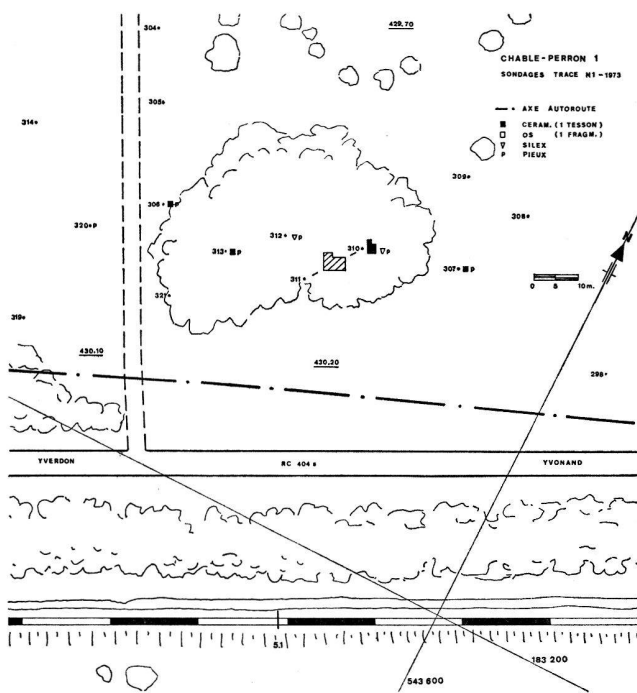 304
429.70
CHABLE-PERRON 1
SONDAGES TRACE N1-1973
305
AXE AUTOROUTE
314
CERAM. (1 TESSON)
OS (1 FRAGM.)
SILEX
P PIEUX
309
306 P
308
320 P
312 P
N
313 P
310 P
307 P
311
0 5 10 m.
321
319
430.10
430.20
298
YVERDON
RC 404
YVONAND
51
183 200
543 600